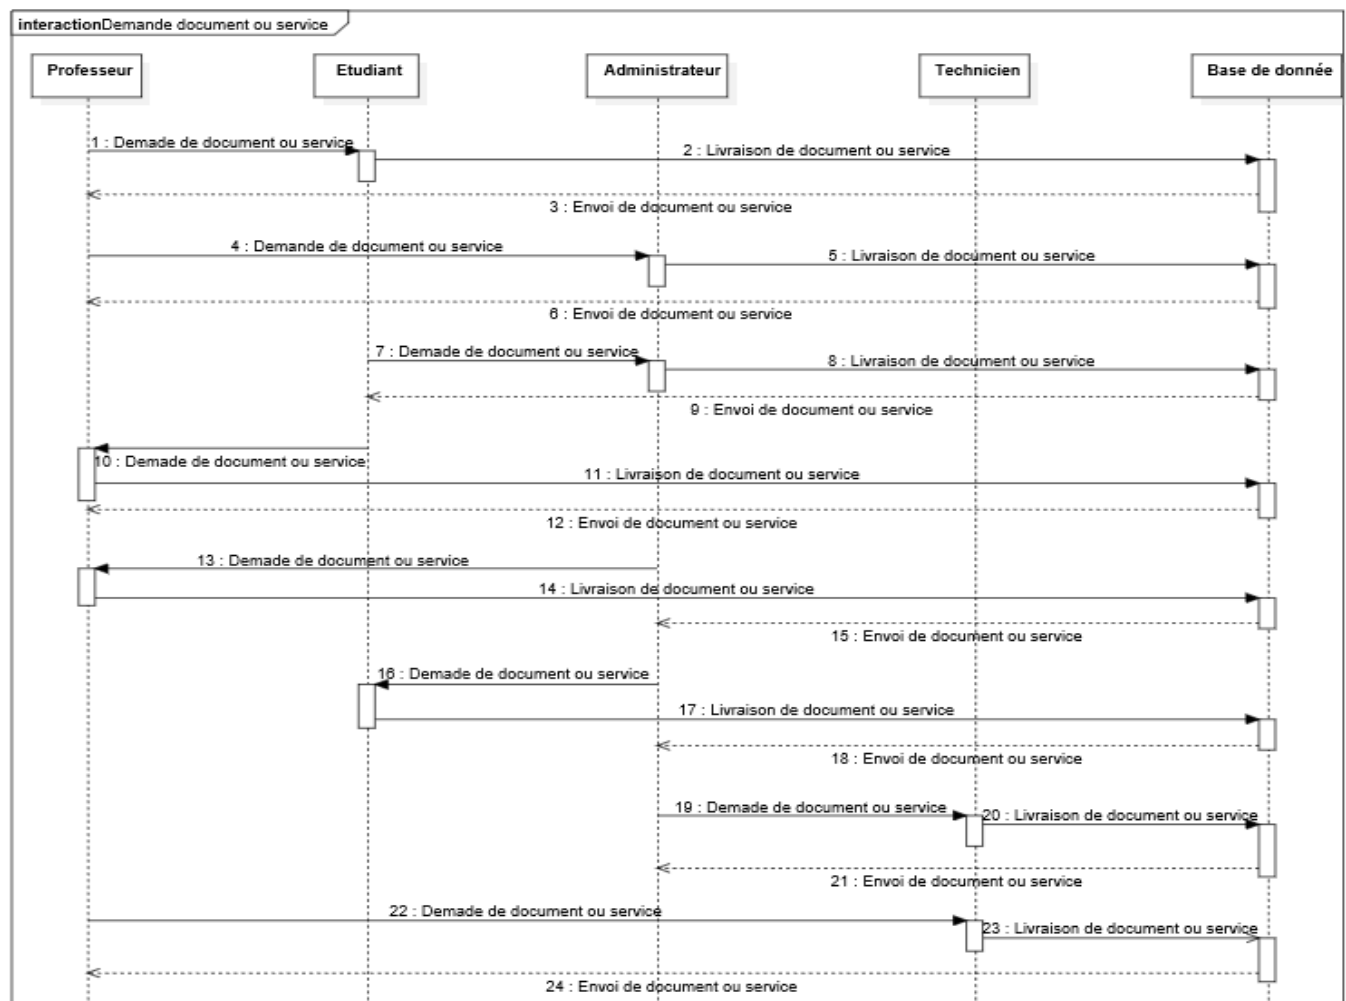 interactionDemande document ou service
Professeur
Etudiant
Administrateur
Technicien
Base de donnée
1 : Demade de document ou service
2 : Livraison de document ou service
3 : Envoi de document ou service
4 : Demande de document ou service
5 : Livraison de document ou service
6 : Envoi de document ou service
7 : Demade de document ou service
8 : Livraison de document ou service
9 : Envoi de document ou service
10 : Demade de document ou service
11 : Livraison de document ou service
12 : Envoi de document ou service
13 : Demade de document ou service
14 : Livraison de document ou service
15 : Envoi de document ou service
16 : Demade de document ou service
17 : Livraison de document ou service
18 : Envoi de document ou service
19 : Demade de document ou service
20 : Livraison de document ou service
21 : Envoi de document ou service
22 : Demade de document ou service
23 : Livraison de document ou service
24 : Envoi de document ou service